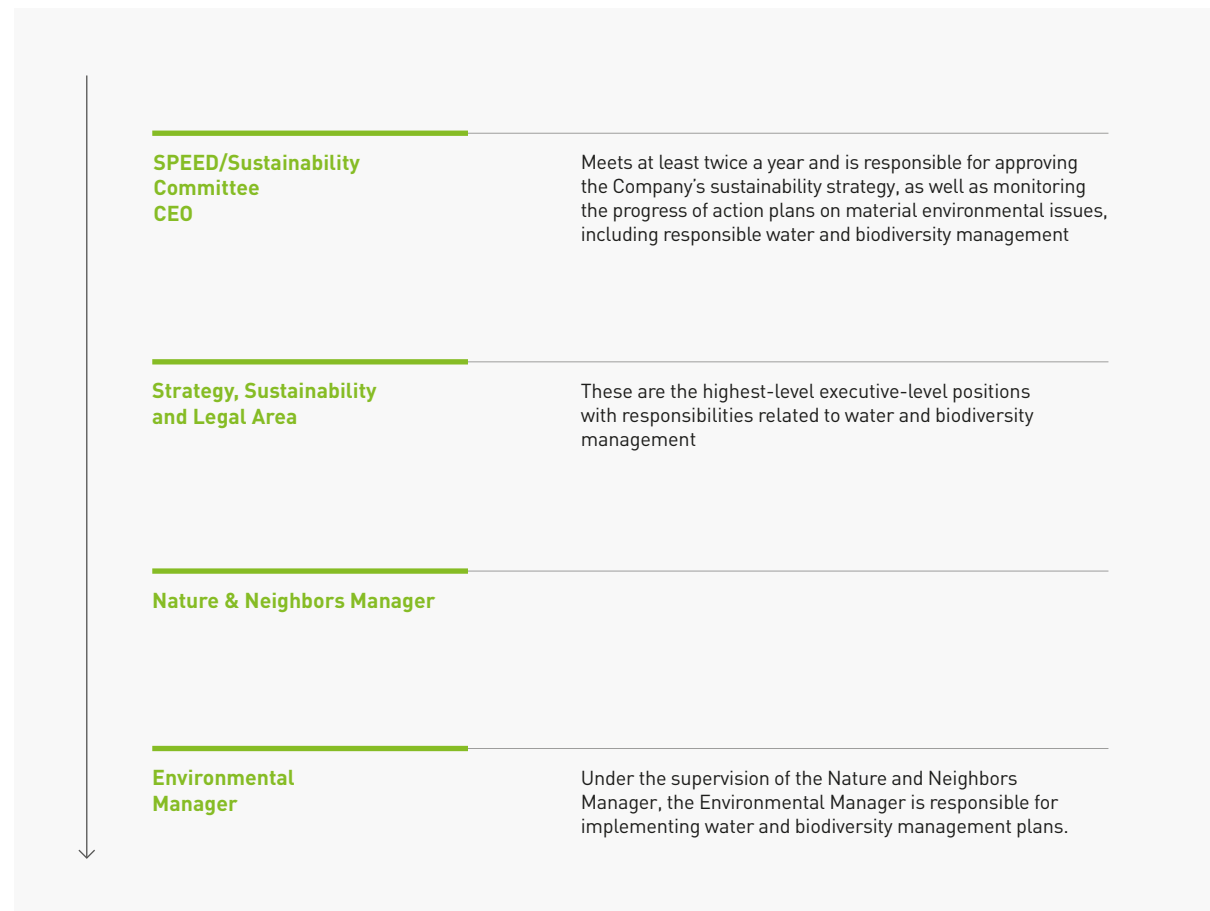 SPEED/Sustainability
Committee
CEO
Meets at least twice a year and is responsible for approving
the Company’s sustainability strategy, as well as monitoring
the progress of action plans on material environmental issues,
including responsible water and biodiversity management
Strategy, Sustainability
and Legal Area
These are the highest-level executive-level positions
with responsibilities related to water and biodiversity
management
Nature & Neighbors Manager
Environmental
Manager
Under the supervision of the Nature and Neighbors
Manager, the Environmental Manager is responsible for
implementing water and biodiversity management plans.